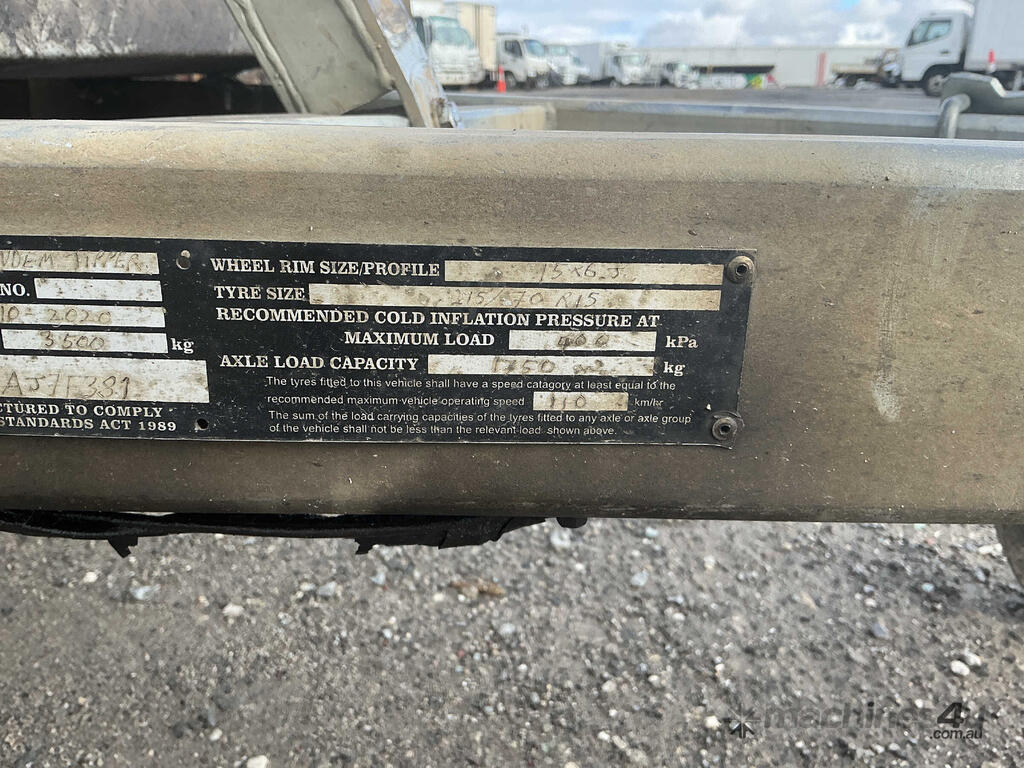 TIPPER
NO.
10-2020
3500 kg
CTURED TO COMPLY
STANDARDS ACT 1989
WHEEL RIM SIZE/PROFILE 15x6J
TYRE SIZE 215/70 R15
RECOMMENDED COLD INFLATION PRESSURE AT
MAXIMUM LOAD 400 kPa
AXLE LOAD CAPACITY kg
The tyres fitted to this vehicle shall have a speed catagory at least equal to the
recommended maximum vehicle operating speed 110 km/hr
The sum of the load carrying capacities of the tyres fitted to any axle or axle group
of the vehicle shall not be less than the relevant load shown above.
machines4u
.com.au